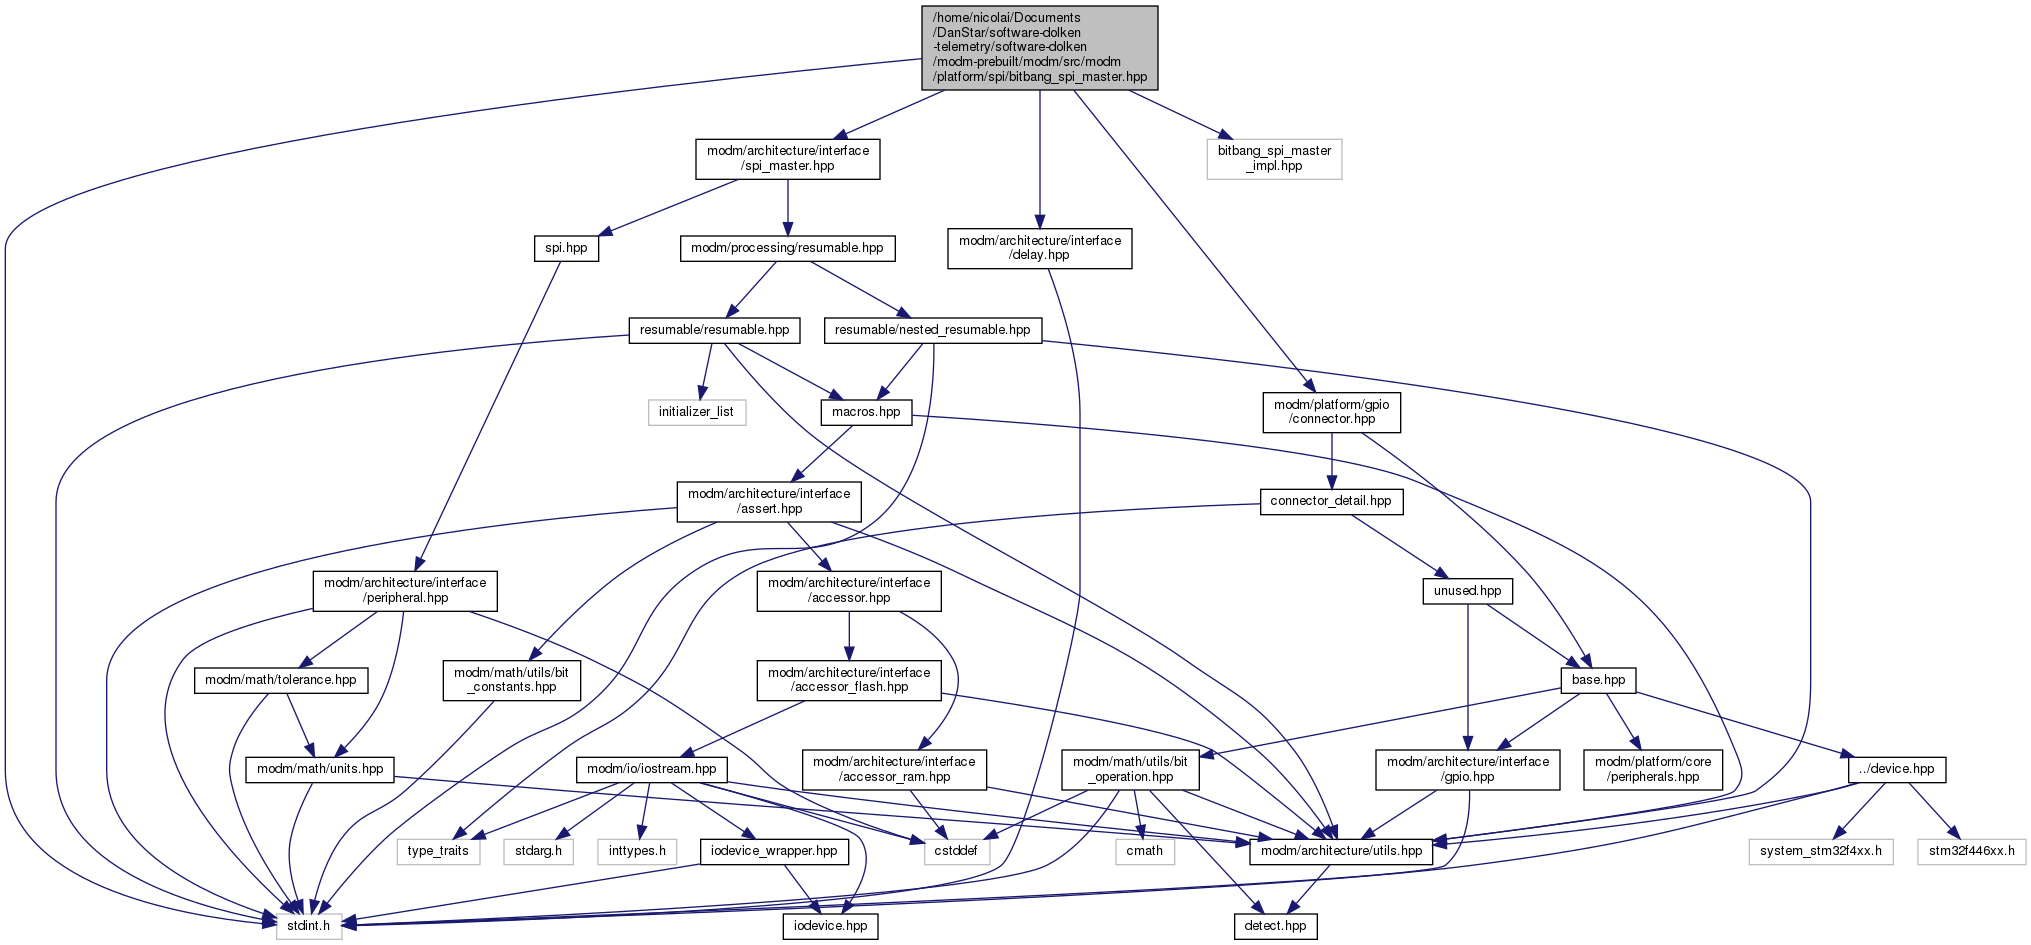 /home/nicolai/Documents
/DanStar/software-dolken
-telemetry/software-dolken
/modm-prebuilt/modm/src/modm
/platform/spi/bitbang_spi_master.hpp
modm/architecture/interface
/spi_master.hpp
bitbang_spi_master
_impl.hpp
spi.hpp
modm/processing/resumable.hpp
modm/architecture/interface
/delay.hpp
resumable/resumable.hpp
resumable/nested_resumable.hpp
initializer_list
macros.hpp
modm/platform/gpio
/connector.hpp
modm/architecture/interface
/assert.hpp
connector_detail.hpp
modm/architecture/interface
/peripheral.hpp
modm/architecture/interface
/accessor.hpp
unused.hpp
modm/math/tolerance.hpp
modm/math/utils/bit
_constants.hpp
modm/architecture/interface
/accessor_flash.hpp
base.hpp
modm/math/units.hpp
modm/io/iostream.hpp
modm/architecture/interface
/accessor_ram.hpp
modm/math/utils/bit
_operation.hpp
modm/architecture/interface
/gpio.hpp
modm/platform/core
/peripherals.hpp
../device.hpp
type_traits
stdarg.h
inttypes.h
iodevice_wrapper.hpp
cstddef
cmath
modm/architecture/utils.hpp
system_stm32f4xx.h
stm32f446xx.h
stdint.h
iodevice.hpp
detect.hpp